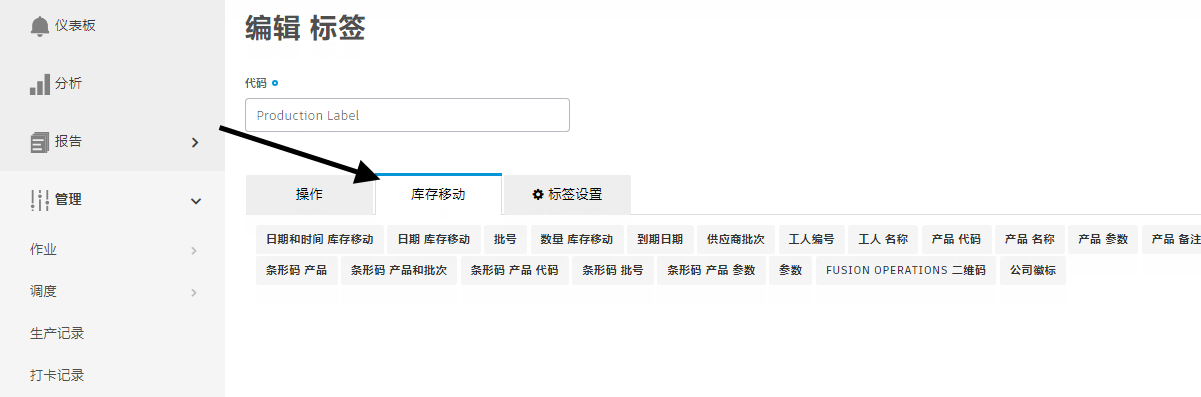 仪表板
分析
报告
管理
作业
调度
生产记录
打卡记录
编辑 标签
代码
Production Label
操作 库存移动 标签设置
日期和时间 库存移动 日期 库存移动 批号 数量 库存移动 到期日期 供应商批次 工人编号 工人 名称 产品 代码 产品 名称 产品 参数 产品 备注
条形码 产品 条形码 产品和批次 条形码 产品 代码 条形码 批号 条形码 产品 参数 参数 FUSION OPERATIONS 二维码 公司徽标